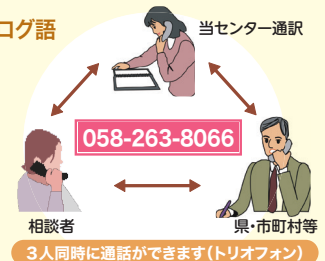 ログ語
当センター通訳
058-263-8066
相談者
県・市町村等
3人同時に通話ができます(トリオフォン)